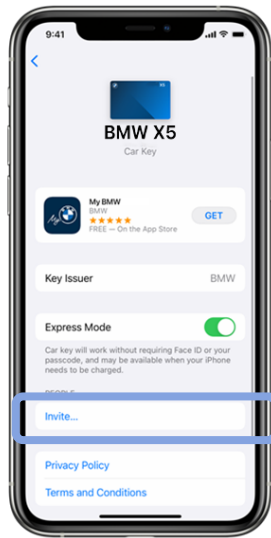 9:41
BMW X5
Car Key
My BMW
BMW
FREE — On the App Store
GET
Key Issuer
BMW
Express Mode
Car key will work without requiring Face ID or your
passcode, and may be available when your iPhone
needs to be charged.
PEOPLE
Invite...
Privacy Policy
Terms and Conditions